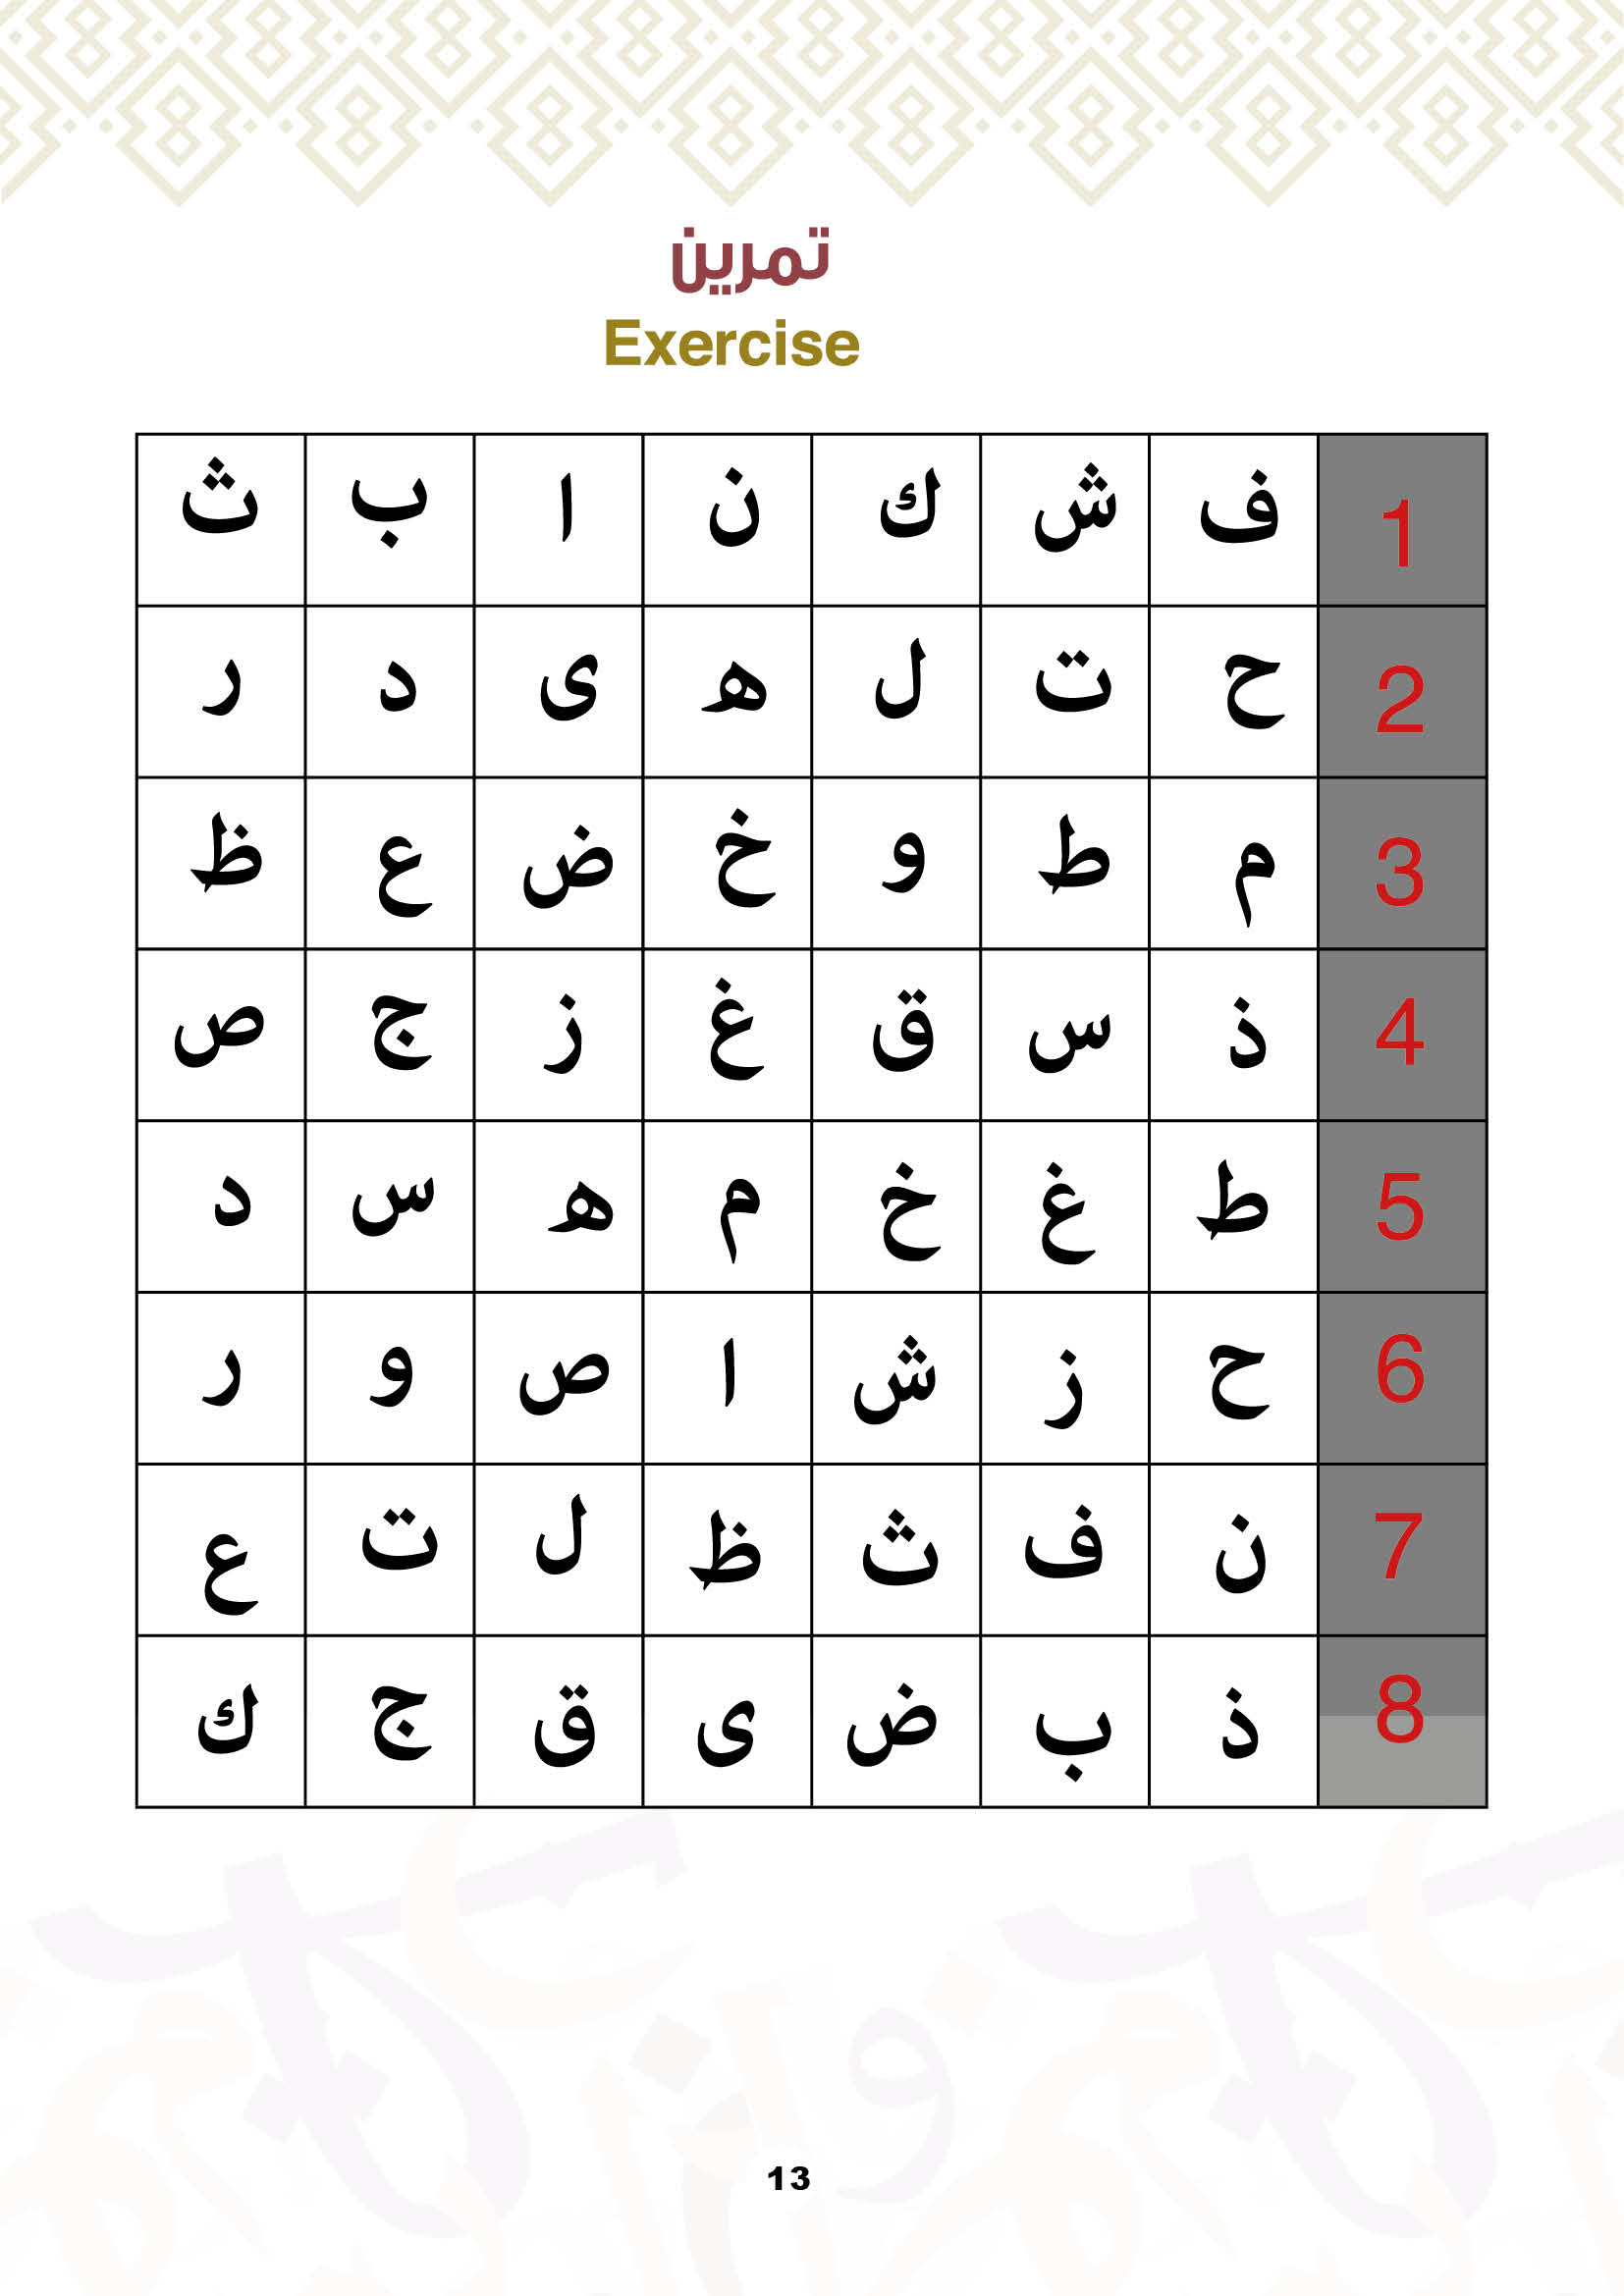 تمرين
Exercise
1 ف ش ك ن ا ب ث
2 ح ت ل ه ى د ر
3 م ط و خ ض ع ظ
4 ذ س ق غ ز ج ص
5 ط غ خ م ه س د
6 ح ز ش ا ص و ر
7 ن ف ث ظ ل ت ع
8 ذ ب ض ى ق ج ك
13